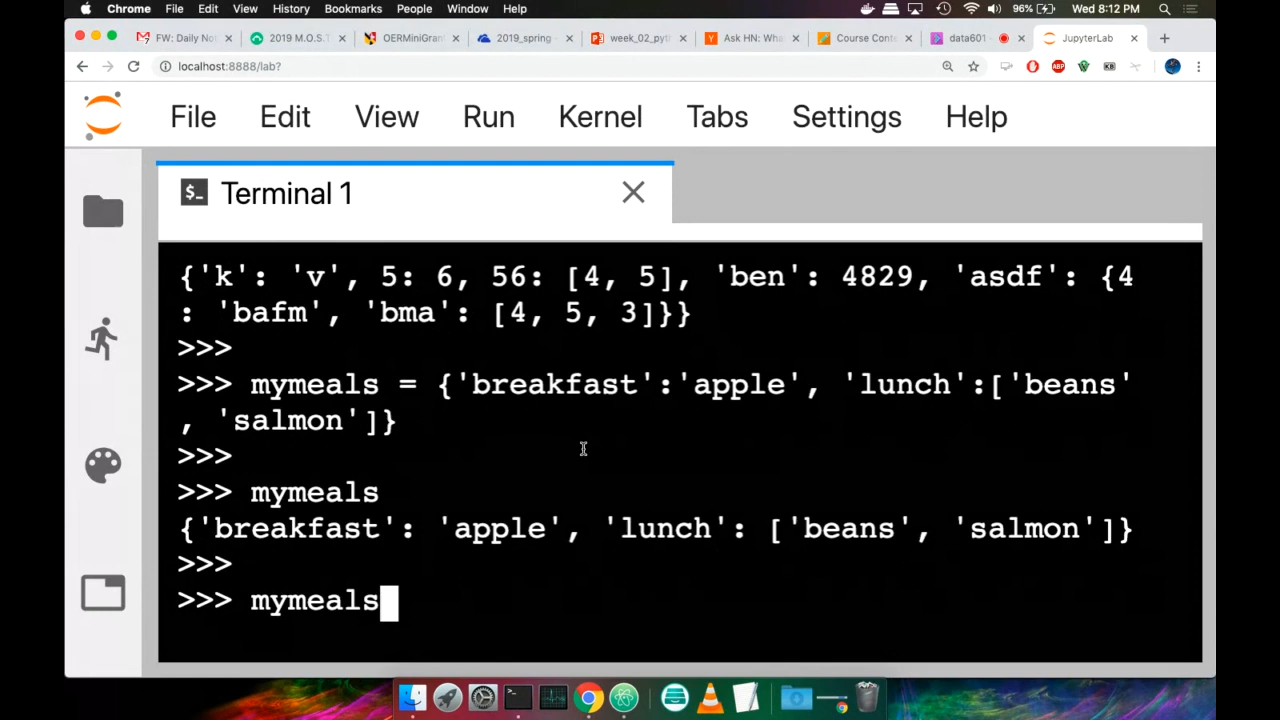 Chrome File Edit View History Bookmarks People Window Help 96% Wed 8:12 PM
FW: Daily Not 2019 M.O.S.T OERMiniGran 2019_spring - week_02_pyth Ask HN: Wha Course Cont data601 - JupyterLab
localhost:8888/lab?
File Edit View Run Kernel Tabs Settings Help
$_ Terminal 1
{'k': 'v', 5: 6, 56: [4, 5], 'ben': 4829, 'asdf': {4
: 'bafm', 'bma': [4, 5, 3]}}
>>>
>>> mymeals = {'breakfast':'apple', 'lunch':['beans'
, 'salmon']}
>>>
>>> mymeals
{'breakfast': 'apple', 'lunch': ['beans', 'salmon']}
>>>
>>> mymeals